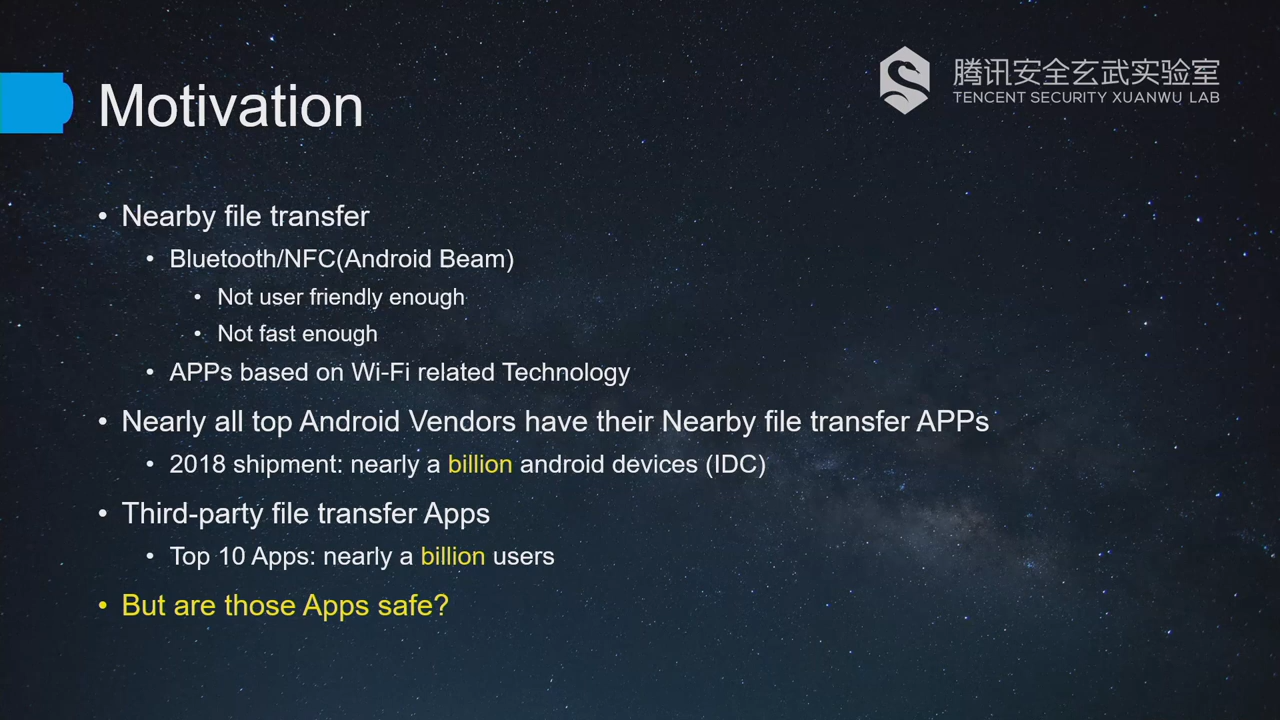 Motivation
腾讯安全玄武实验室
TENCENT SECURITY XUANWU LAB
• Nearby file transfer
• Bluetooth/NFC(Android Beam)
• Not user friendly enough
• Not fast enough
• APPs based on Wi-Fi related Technology
• Nearly all top Android Vendors have their Nearby file transfer APPs
• 2018 shipment: nearly a billion android devices (IDC)
• Third-party file transfer Apps
• Top 10 Apps: nearly a billion users
• But are those Apps safe?